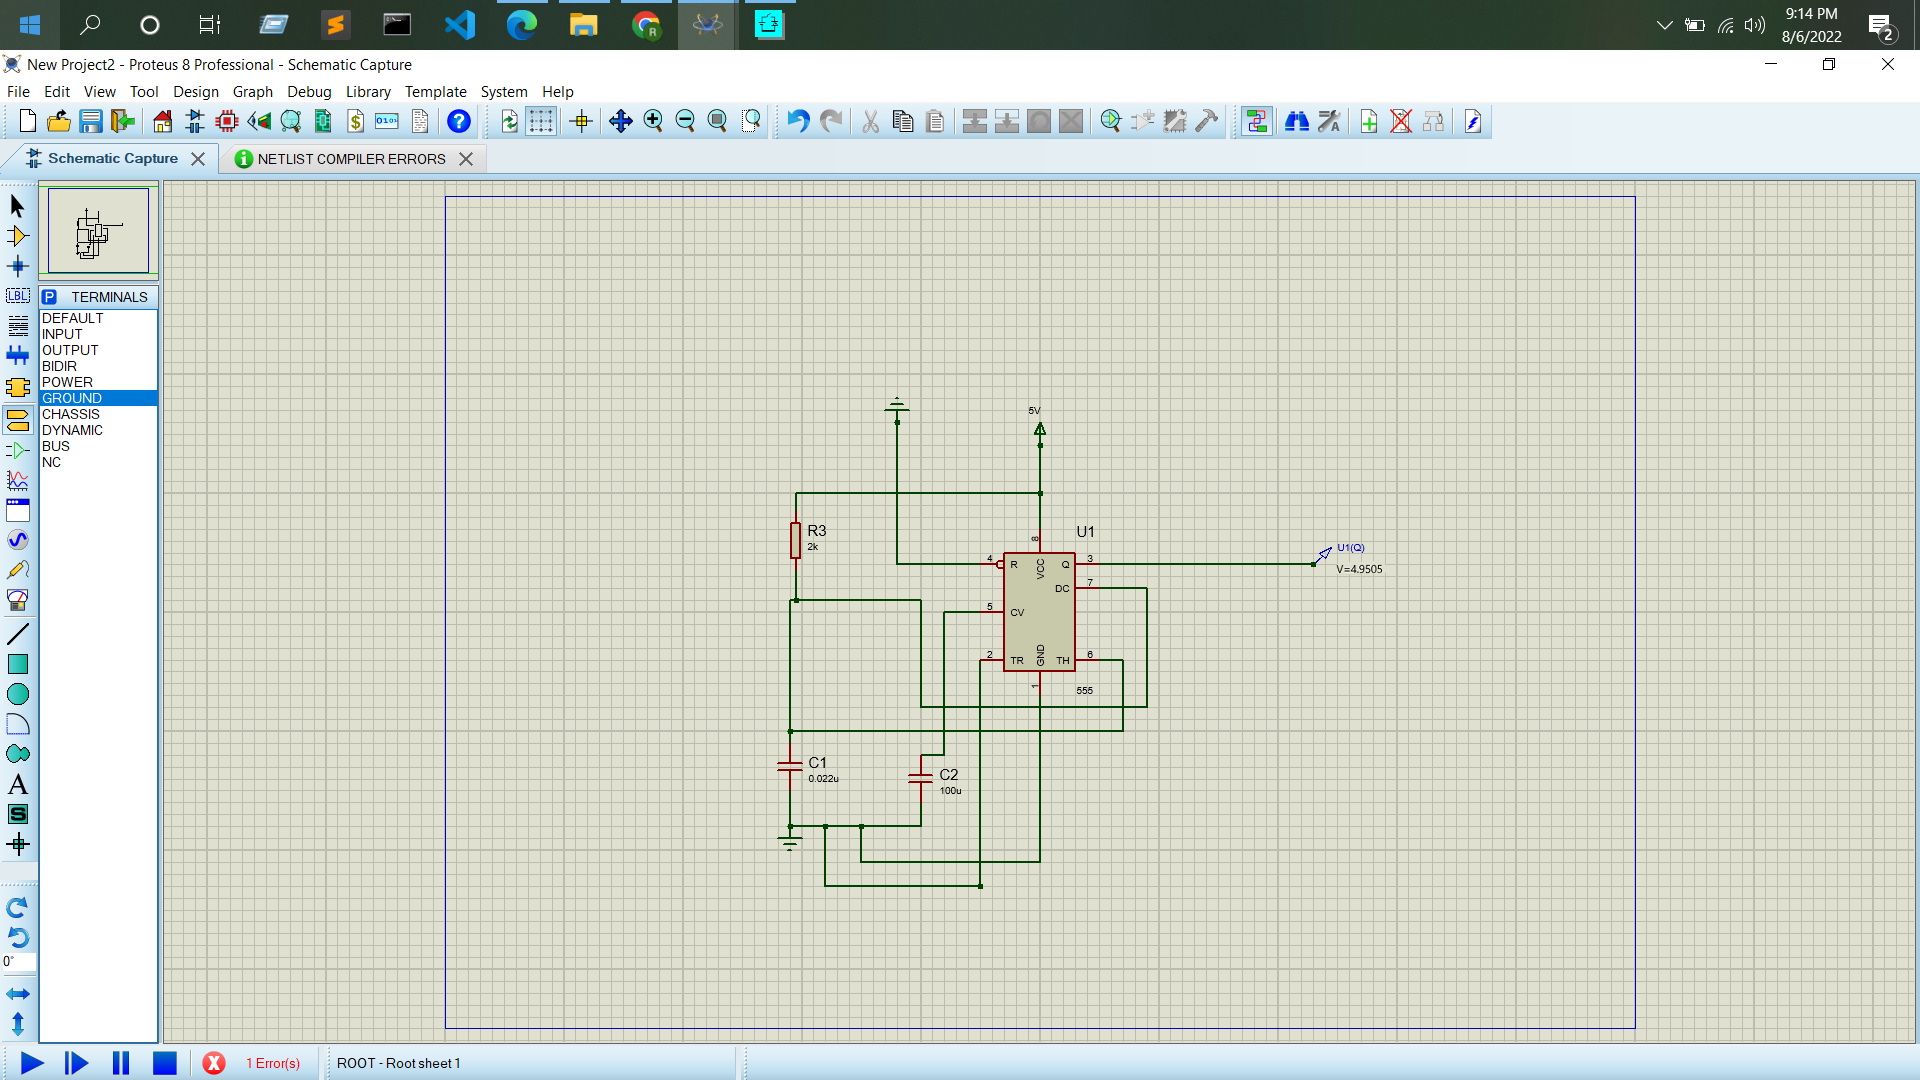 9:14 PM
8/6/2022
2
New Project2 - Proteus 8 Professional - Schematic Capture
File Edit View Tool Design Graph Debug Library Template System Help
$ 0101 ?
Schematic Capture
NETLIST COMPILER ERRORS
LBL
P TERMINALS
DEFAULT
INPUT
OUTPUT
BIDIR
POWER
GROUND
CHASSIS
DYNAMIC
BUS
NC
A
S
0°
5V
R3
2k
U1
8
4 R VCC Q 3
U1(Q)
V=4.9505
DC 7
5 CV
2 TR GND TH 6
1
555
C1
0.022u
C2
100u
1 Error(s)
ROOT - Root sheet 1